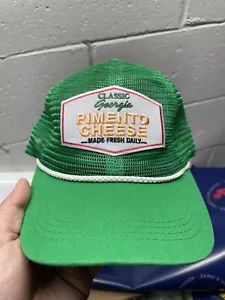 CLASSIC
Georgia
PIMENTO
CHEESE
MADE FRESH DAILY